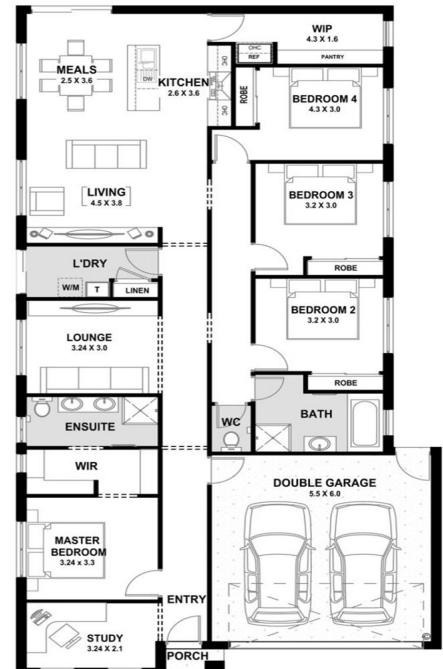 WIP
4.3 X 1.6
OHC
REF
PANTRY
MEALS
2.5 X 3.6
DW
KITCHEN
2.6 X 3.6
OHC
OHC
ROBE
BEDROOM 4
4.3 X 3.0
LIVING
4.5 X 3.8
BEDROOM 3
3.2 X 3.0
ROBE
L'DRY
W/M
T
LINEN
LOUNGE
3.24 X 3.0
BEDROOM 2
3.2 X 3.0
ROBE
ENSUITE
WC
BATH
WIR
DOUBLE GARAGE
5.5 X 6.0
MASTER
BEDROOM
3.24 x 3.3
ENTRY
STUDY
3.24 X 2.1
PORCH
©